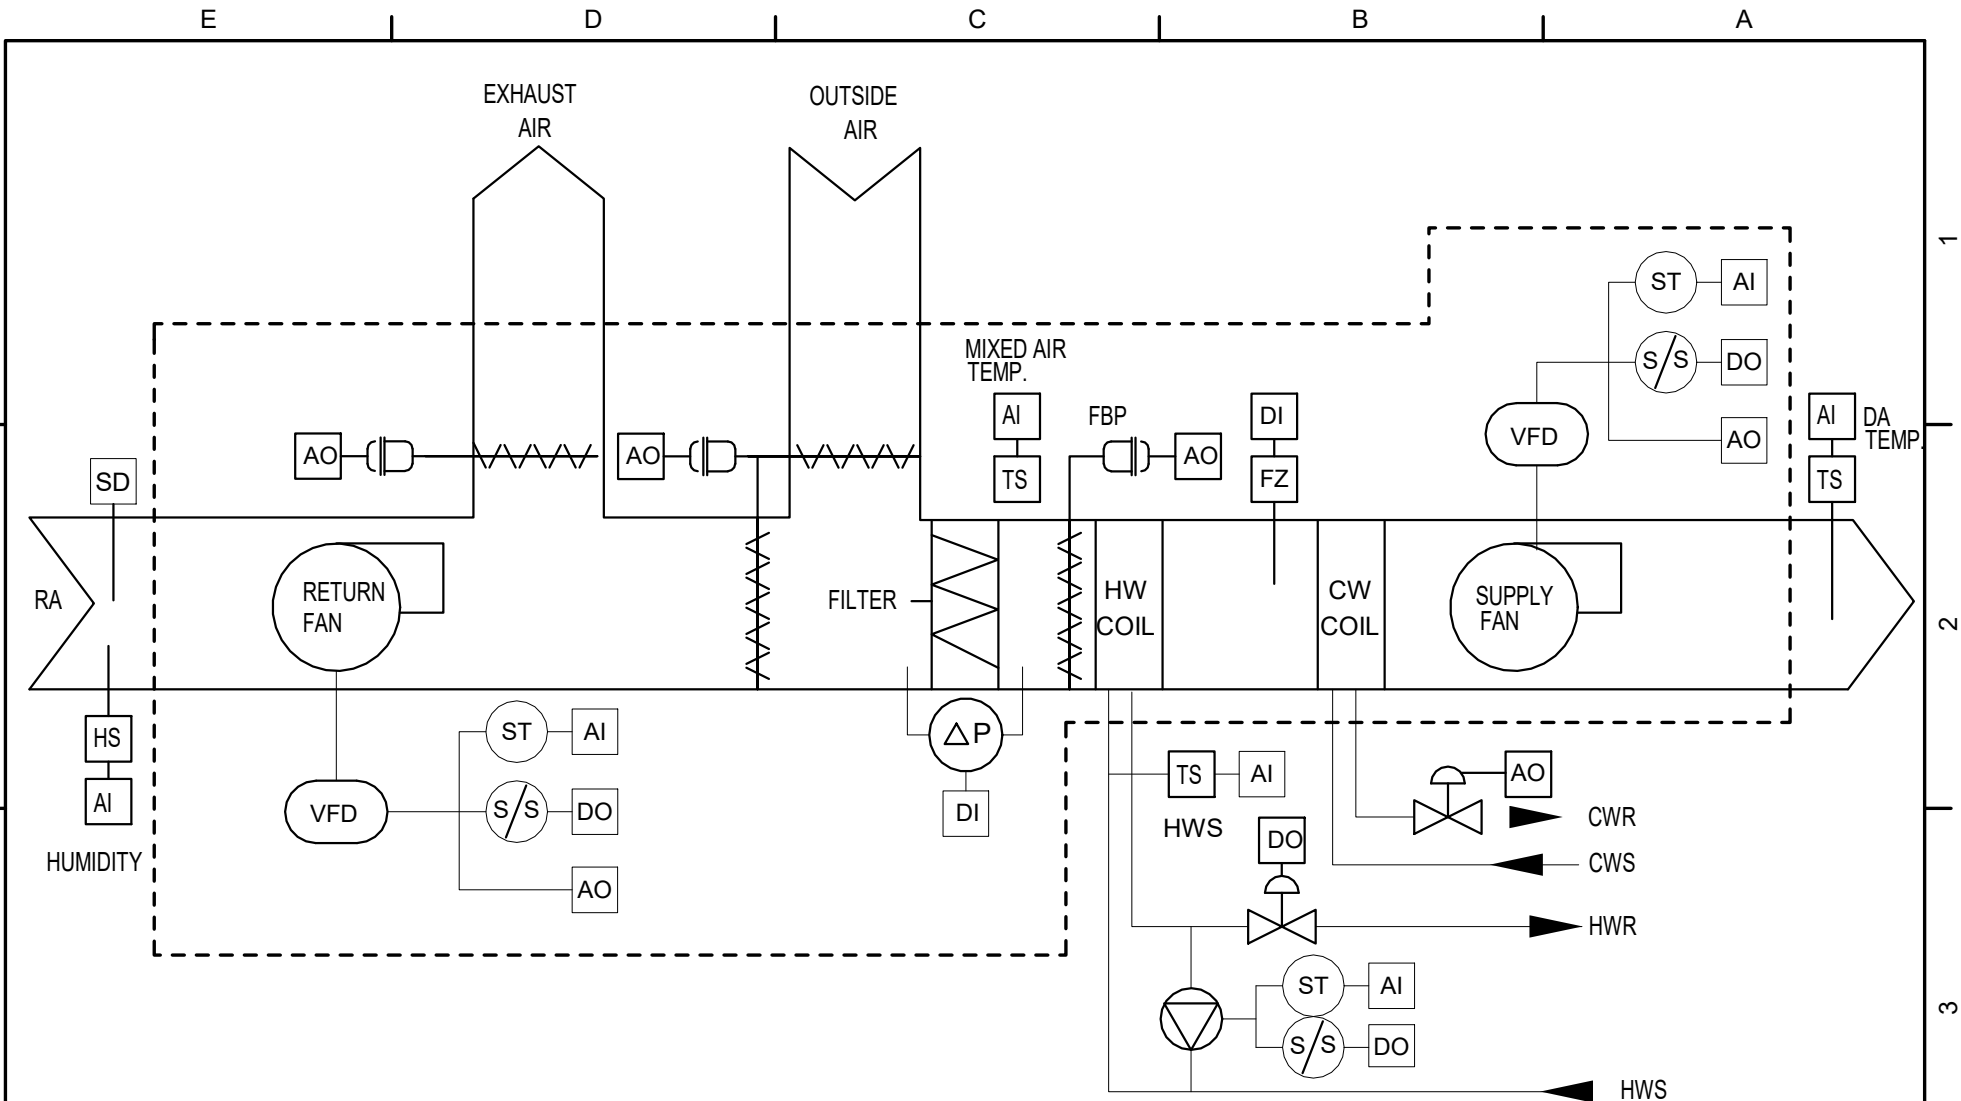 E
D
C
B
A
EXHAUST
AIR
OUTSIDE
AIR
1
ST
AI
MIXED AIR
TEMP.
S/S
DO
AI
FBP
DI
AI
DA
TEMP.
VFD
AO
AO
AO
AO
SD
TS
FZ
TS
RA
RETURN
FAN
FILTER
HW
COIL
CW
COIL
SUPPLY
FAN
2
HS
AI
HUMIDITY
ST
AI
△P
VFD
S/S
DO
DI
AO
TS
AI
HWS
AO
CWR
DO
CWS
HWR
ST
AI
S/S
DO
3
HWS